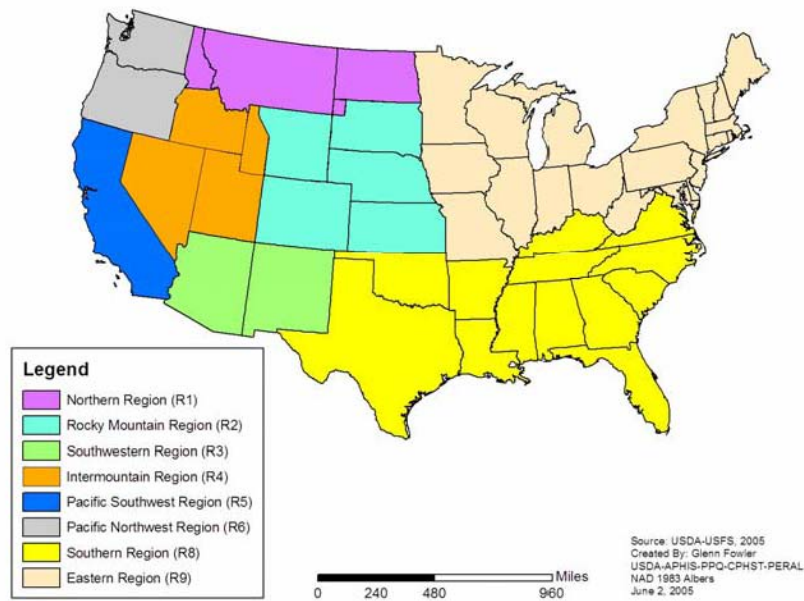 Legend
Northern Region (R1)
Rocky Mountain Region (R2)
Southwestern Region (R3)
Intermountain Region (R4)
Pacific Southwest Region (R5)
Pacific Northwest Region (R6)
Southern Region (R8)
Eastern Region (R9)
Miles
0 240 480 960
Source: USDA-USFS, 2005
Created By: Glenn Fowler
USDA-APHIS-PPQ-CPHST-PERAL
NAD 1983 Albers
June 2, 2005